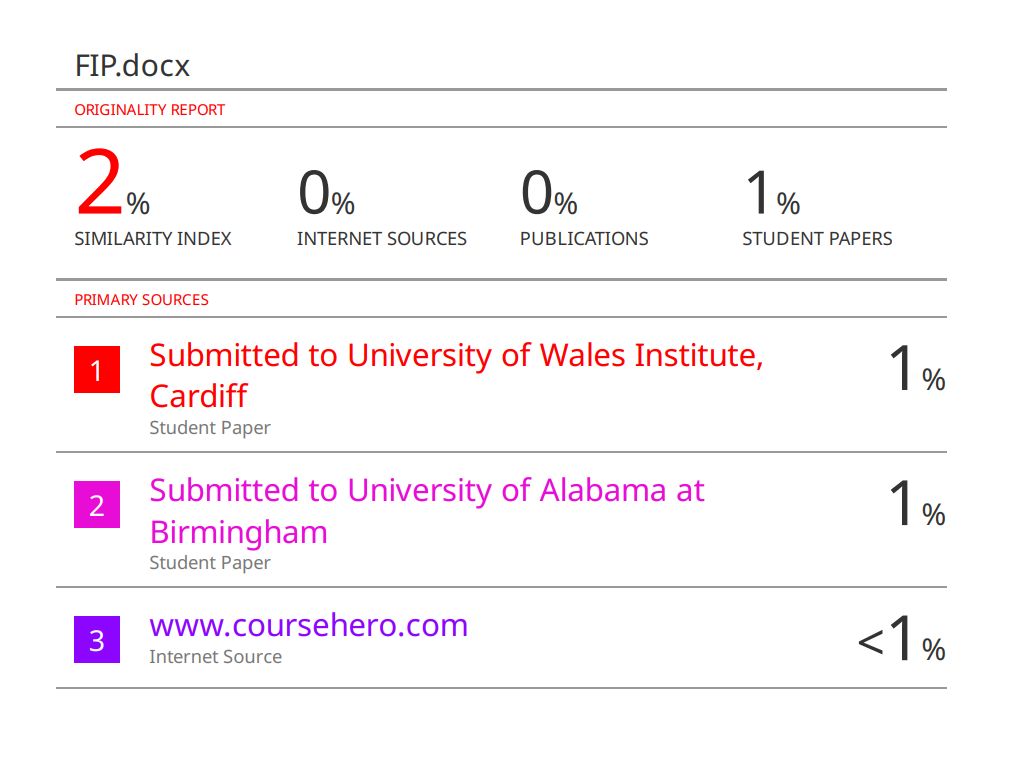 FIP.docx
ORIGINALITY REPORT
2% 0% 0% 1%
SIMILARITY INDEX INTERNET SOURCES PUBLICATIONS STUDENT PAPERS
PRIMARY SOURCES
1 Submitted to University of Wales Institute, 1%
Cardiff
Student Paper
2 Submitted to University of Alabama at 1%
Birmingham
Student Paper
3 www.coursehero.com <1%
Internet Source